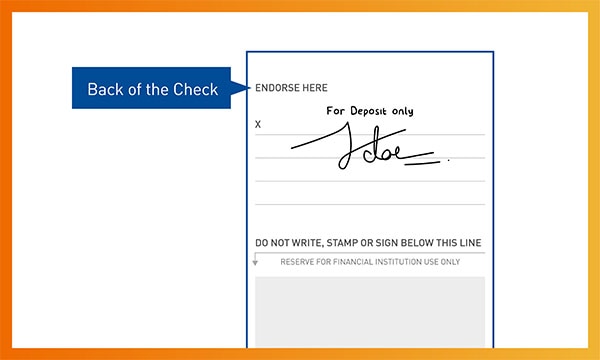 Back of the Check
ENDORSE HERE
For Deposit only
X
J doe
DO NOT WRITE, STAMP OR SIGN BELOW THIS LINE
RESERVE FOR FINANCIAL INSTITUTION USE ONLY